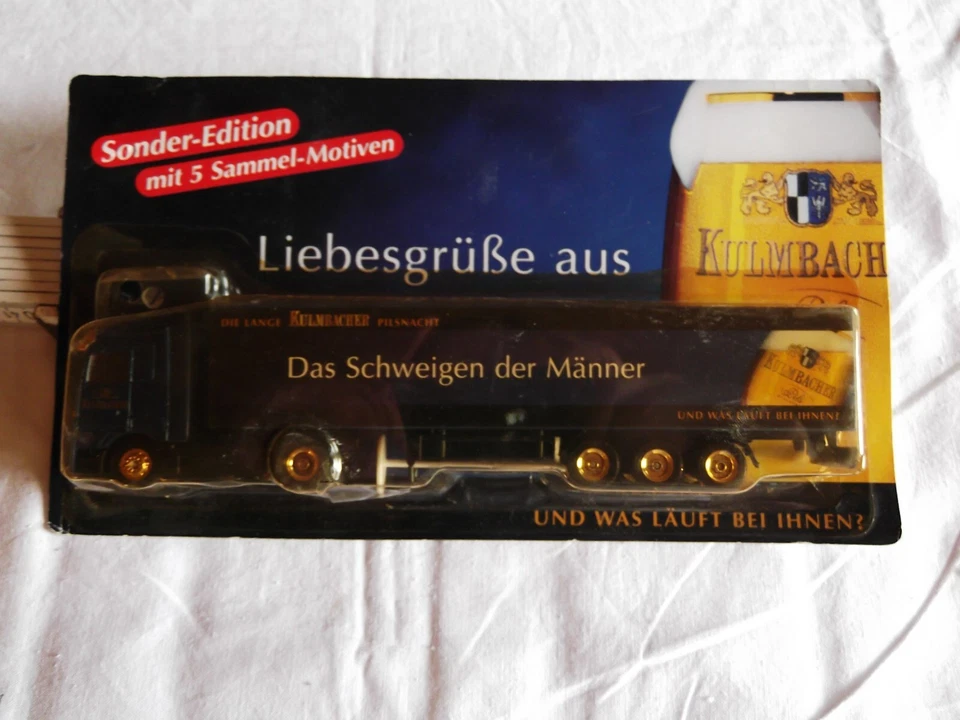 Sonder-Edition
mit 5 Sammel-Motiven
Liebesgrüße aus
KULMBACH
DIE LANGE KULMBACHER PILSNACHT
Das Schweigen der Männer
KULMBACHER
UND WAS LÄUFT BEI IHNEN?
UND WAS LÄUFT BEI IHNEN?